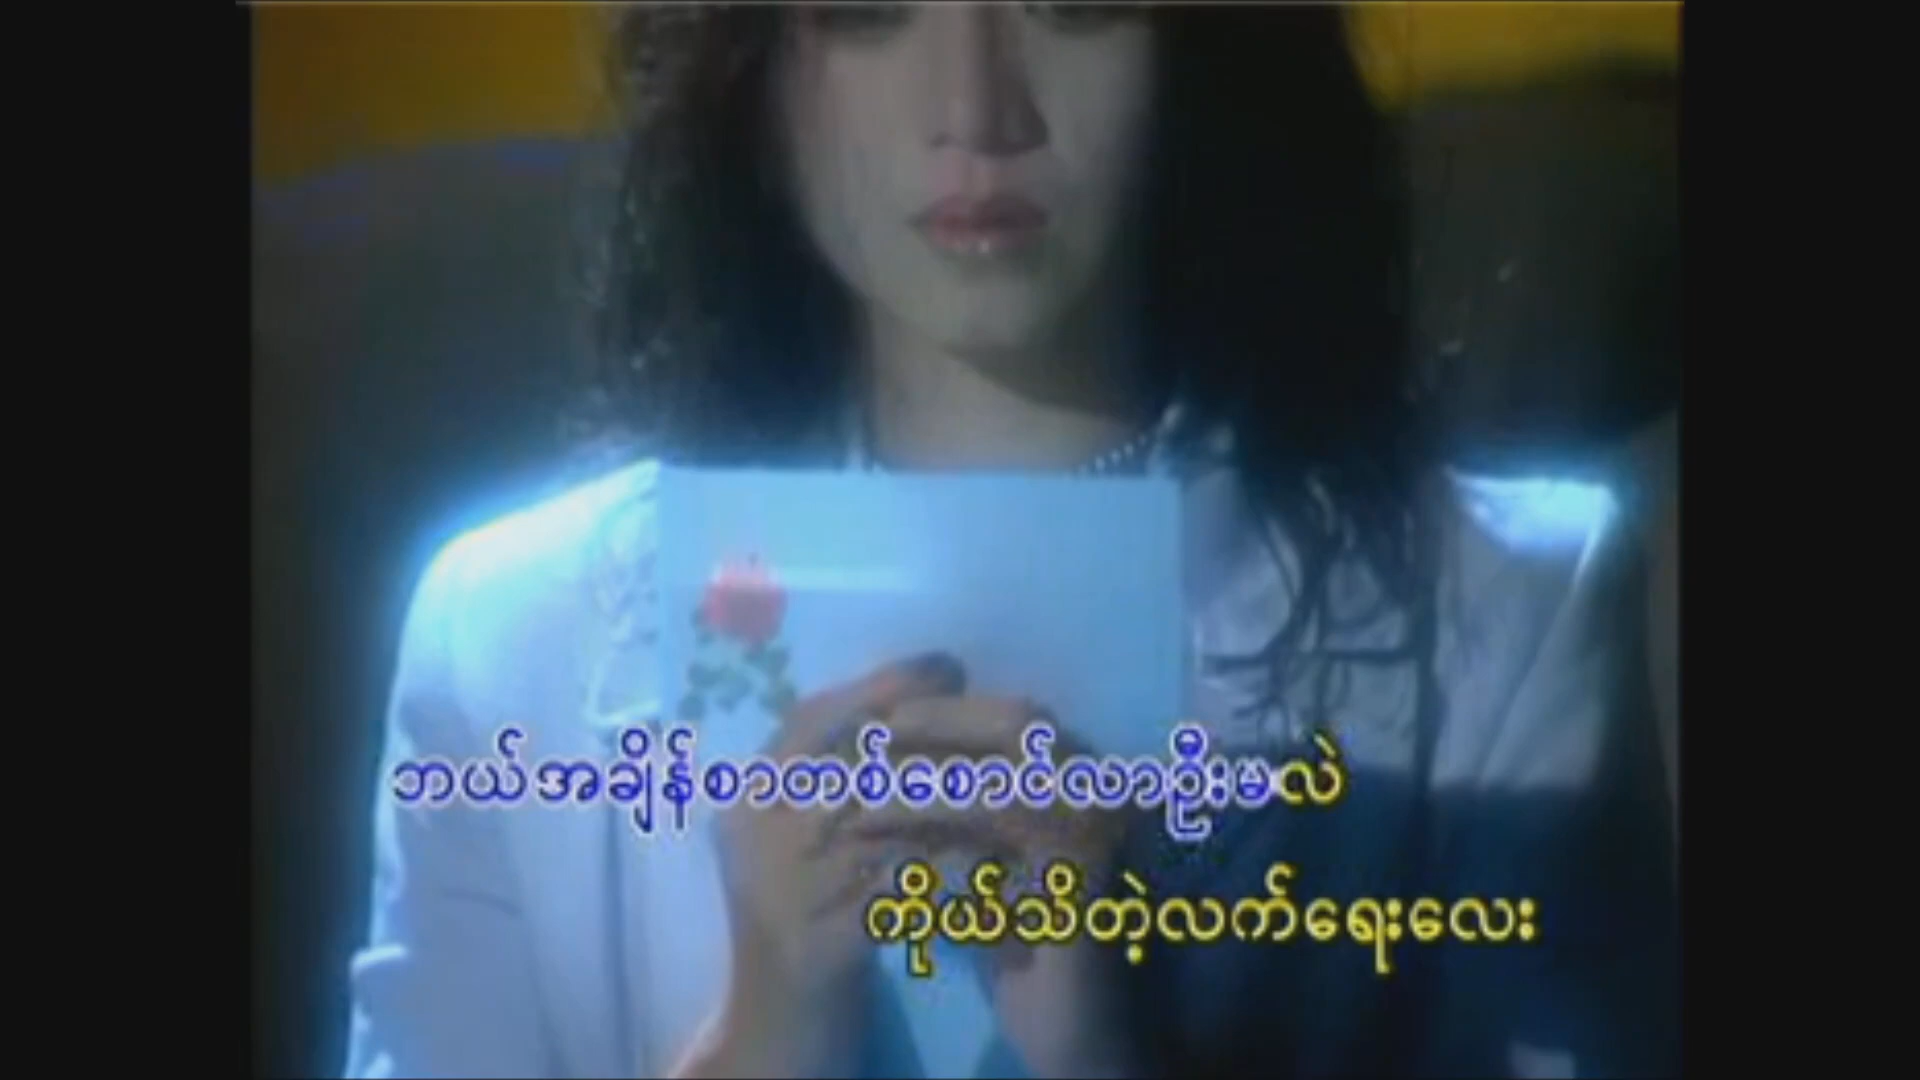 ဘယ်အချိန်စာတစ်စောင်လာဦးမလဲ
ကိုယ်သိတဲ့လက်ရေးလေး